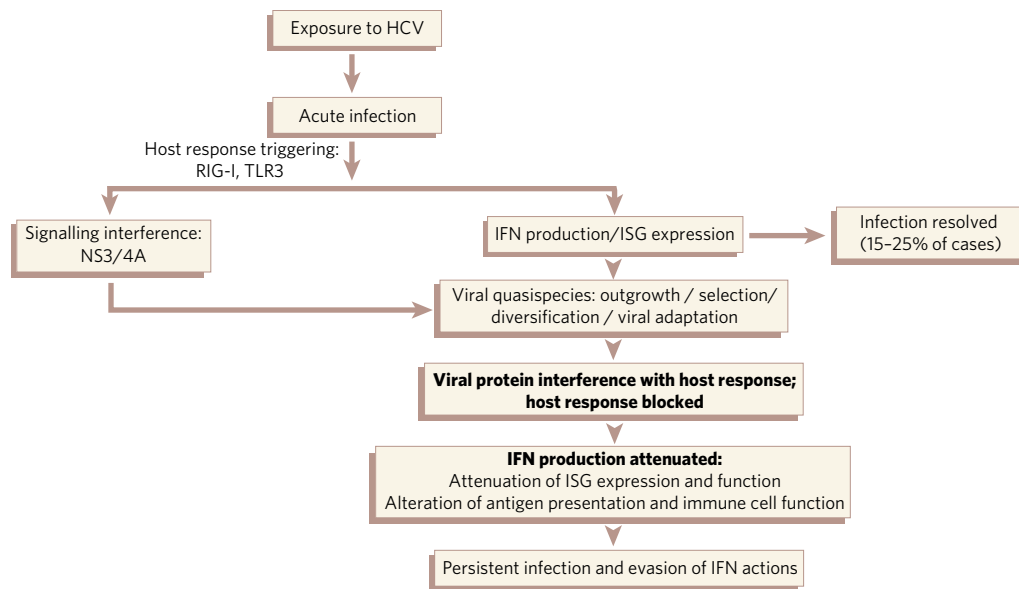 Exposure to HCV
Acute infection
Host response triggering:
RIG-I, TLR3
Signalling interference:
NS3/4A
IFN production/ISG expression
Infection resolved
(15–25% of cases)
Viral quasispecies: outgrowth / selection/
diversification / viral adaptation
Viral protein interference with host response;
host response blocked
IFN production attenuated:
Attenuation of ISG expression and function
Alteration of antigen presentation and immune cell function
Persistent infection and evasion of IFN actions